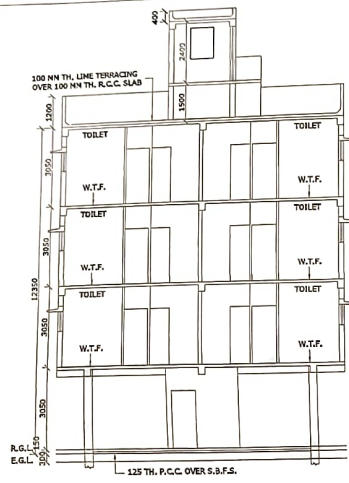 400
2400
100 MM TH. LIME TERRACING
OVER 100 MM TH. R.C.C. SLAB
1500
1200
TOILET
TOILET
3050
W.T.F.
W.T.F.
TOILET
TOILET
3050
W.T.F.
W.T.F.
12350
TOILET
TOILET
3050
W.T.F.
W.T.F.
3050
R.G.L.
150
E.G.L.
300
125 TH. P.C.C. OVER S.B.F.S.